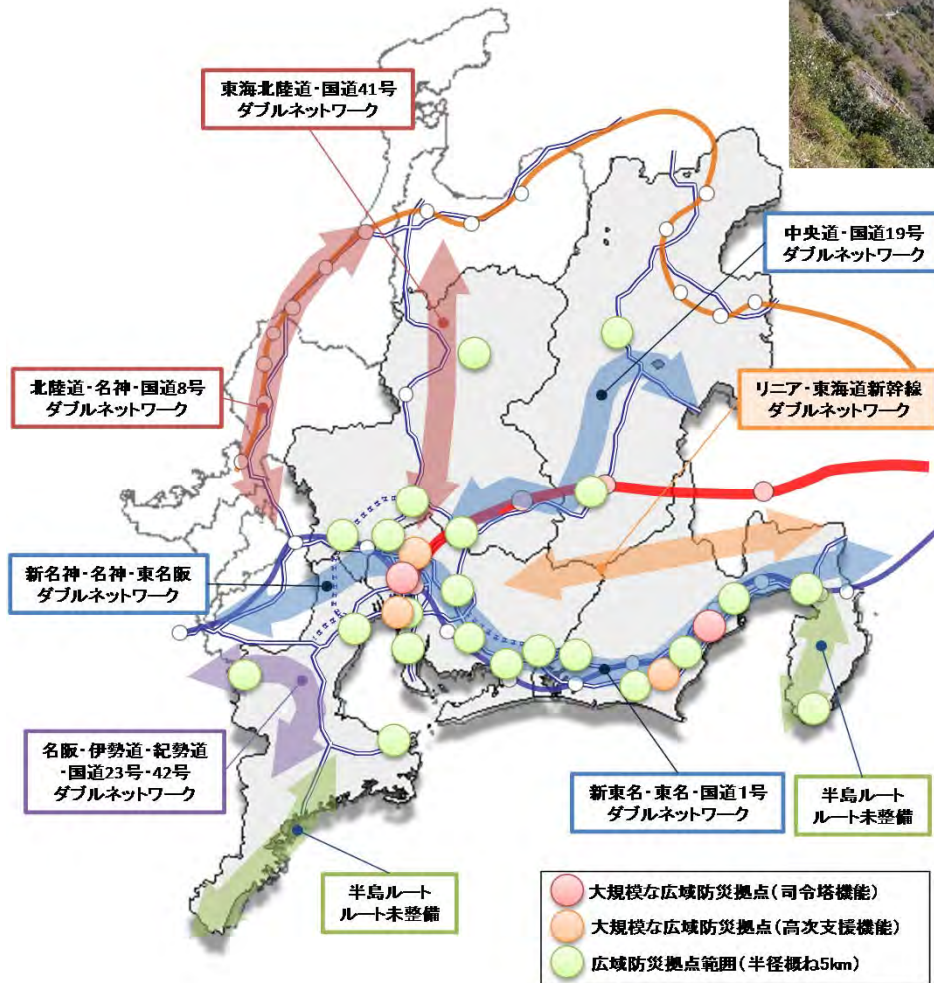 東海北陸道・国道41号
ダブルネットワーク
中央道・国道19号
ダブルネットワーク
北陸道・名神・国道8号
ダブルネットワーク
リニア・東海道新幹線
ダブルネットワーク
新名神・名神・東名阪
ダブルネットワーク
名阪・伊勢道・紀勢道
・国道23号・42号
ダブルネットワーク
新東名・東名・国道1号
ダブルネットワーク
半島ルート
ルート未整備
半島ルート
ルート未整備
大規模な広域防災拠点(司令塔機能)
大規模な広域防災拠点(高次支援機能)
広域防災拠点範囲(半径概ね5km)